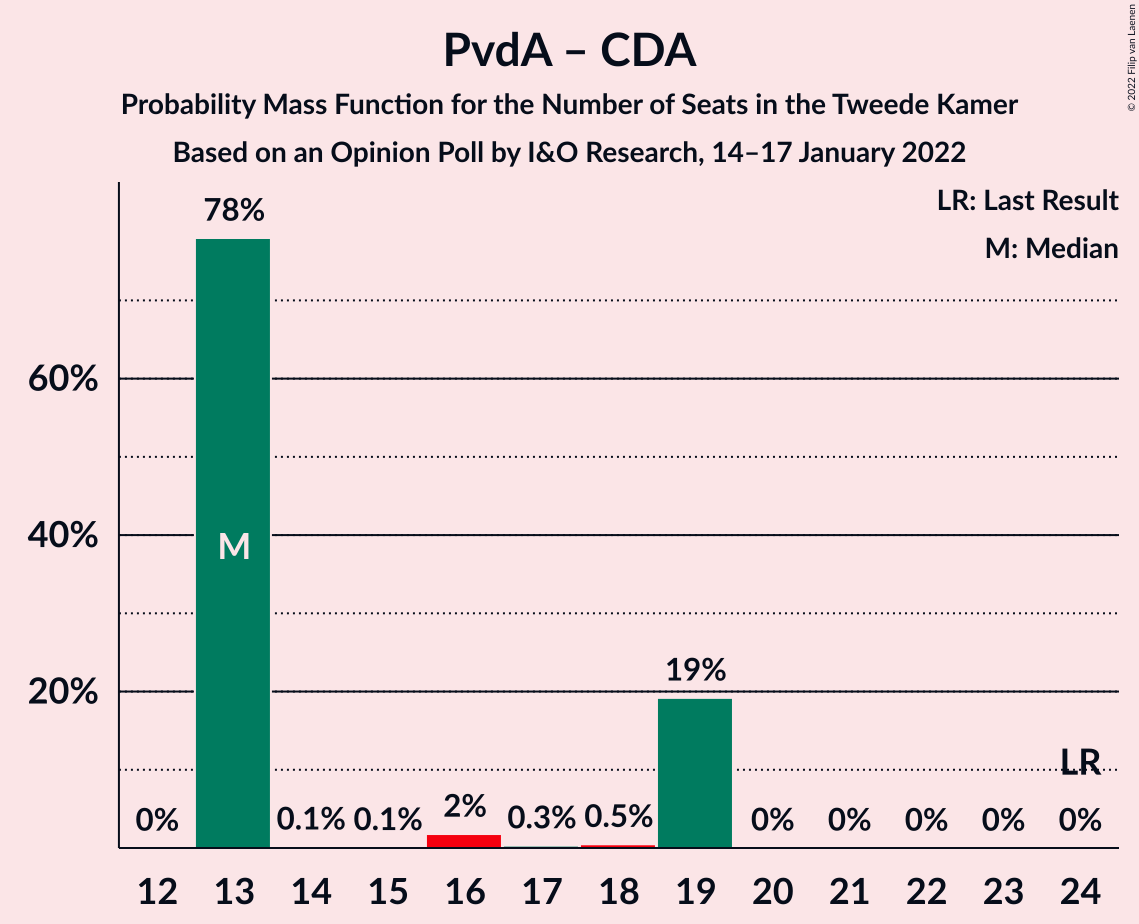 PvdA – CDA
Probability Mass Function for the Number of Seats in the Tweede Kamer
Based on an Opinion Poll by I&O Research, 14–17 January 2022
© 2022 Filip van Laenen
LR: Last Result
M: Median
78%
60%
40%
M
20%
19%
LR
0%
0.1%
0.1%
2%
0.3%
0.5%
0%
0%
0%
0%
0%
12 13 14 15 16 17 18 19 20 21 22 23 24